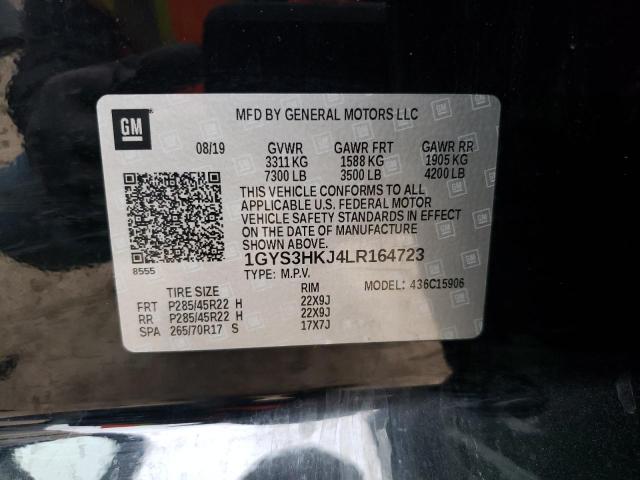 GM
MFD BY GENERAL MOTORS LLC
08/19 GVWR GAWR FRT GAWR RR
3311 KG 1588 KG 1905 KG
7300 LB 3500 LB 4200 LB
THIS VEHICLE CONFORMS TO ALL
APPLICABLE U.S. FEDERAL MOTOR
VEHICLE SAFETY STANDARDS IN EFFECT
ON THE DATE OF MANUFACTURE
SHOWN ABOVE.
8555
1GYS3HKJ4LR164723
TYPE: M.P.V. MODEL: 436C15906
TIRE SIZE RIM
FRT P285/45R22 H 22X9J
RR P285/45R22 H 22X9J
SPA 265/70R17 S 17X7J